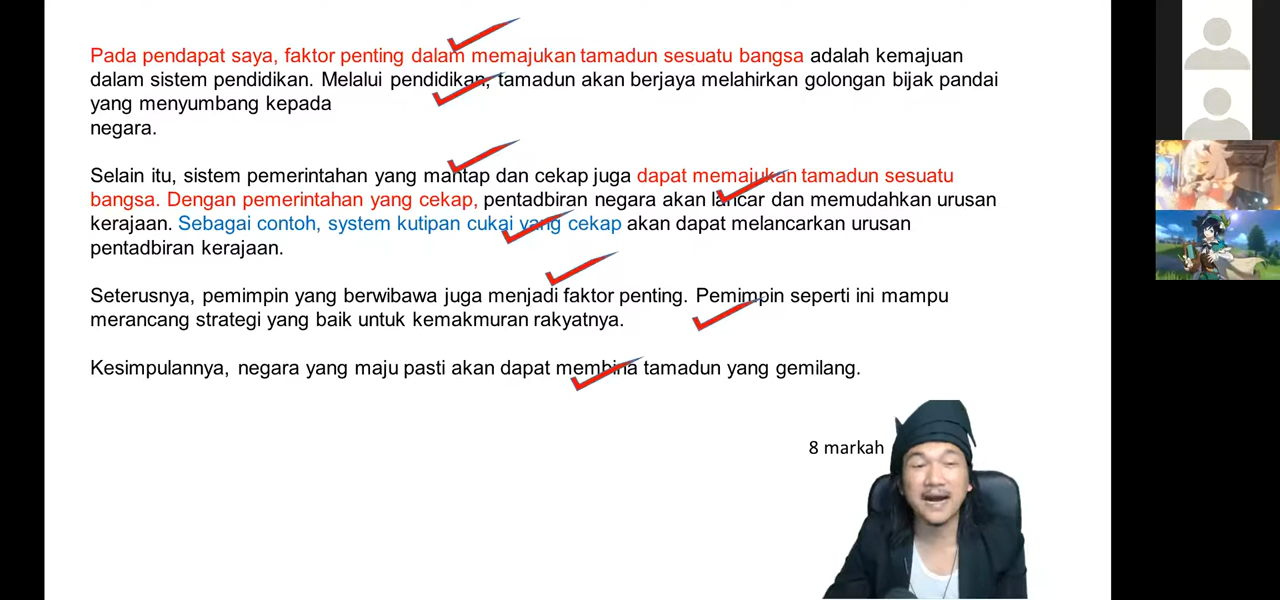 Pada pendapat saya, faktor penting dalam memajukan tamadun sesuatu bangsa adalah kemajuan
dalam sistem pendidikan. Melalui pendidikan, tamadun akan berjaya melahirkan golongan bijak pandai
yang menyumbang kepada
negara.
Selain itu, sistem pemerintahan yang mantap dan cekap juga dapat memajukan tamadun sesuatu
bangsa. Dengan pemerintahan yang cekap, pentadbiran negara akan lancar dan memudahkan urusan
kerajaan. Sebagai contoh, system kutipan cukai yang cekap akan dapat melancarkan urusan
pentadbiran kerajaan.
Seterusnya, pemimpin yang berwibawa juga menjadi faktor penting. Pemimpin seperti ini mampu
merancang strategi yang baik untuk kemakmuran rakyatnya.
Kesimpulannya, negara yang maju pasti akan dapat membina tamadun yang gemilang.
8 markah